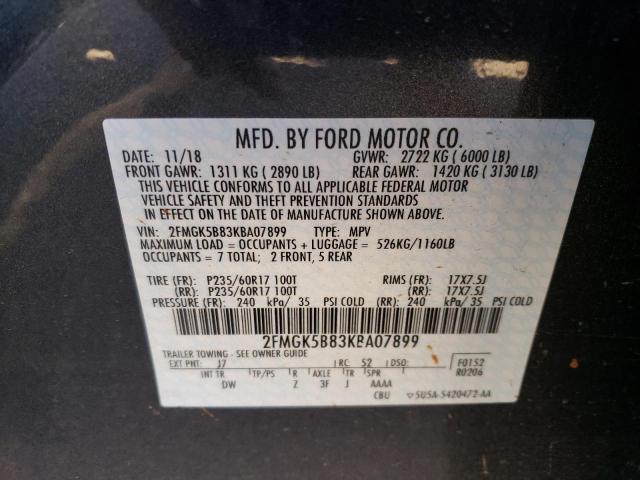 MFD. BY FORD MOTOR CO.
DATE: 11/18 GVWR: 2722 KG ( 6000 LB)
FRONT GAWR: 1311 KG ( 2890 LB) REAR GAWR: 1420 KG ( 3130 LB)
THIS VEHICLE CONFORMS TO ALL APPLICABLE FEDERAL MOTOR
VEHICLE SAFETY AND THEFT PREVENTION STANDARDS
IN EFFECT ON THE DATE OF MANUFACTURE SHOWN ABOVE.
VIN: 2FMGK5B83KBA07899 TYPE: MPV
MAXIMUM LOAD = OCCUPANTS + LUGGAGE = 526KG/1160LB
OCCUPANTS = 7 TOTAL; 2 FRONT, 5 REAR
TIRE (FR): P235/60R17 100T RIMS (FR): 17X7.5J
(RR): P235/60R17 100T (RR): 17X7.5J
PRESSURE (FR): 240 kPa/ 35 PSI COLD (RR): 240 kPa/ 35 PSI COLD
2FMGK5B83KBA07899
TRAILER TOWING - SEE OWNER GUIDE
EXT PNT: J7 RC: 52 DSO: F0152
INT TR TP/PS R AXLE TR SPR R0206
DW Z 3F J AAAA
CBU 5U5A-5420472-AA